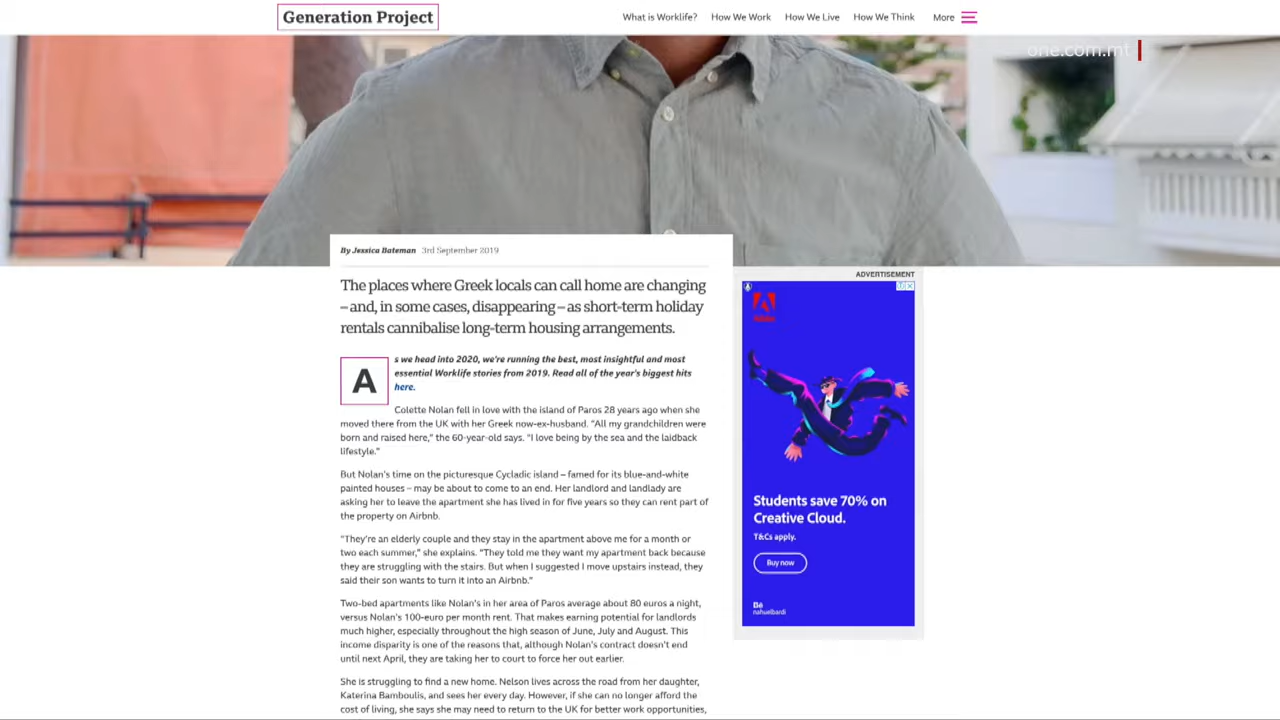 Generation Project
What is Worklife? How We Work How We Live How We Think More
one.com.mt
By Jessica Bateman 3rd September 2019
The places where Greek locals can call home are changing
– and, in some cases, disappearing – as short-term holiday
rentals cannibalise long-term housing arrangements.
A
s we head into 2020, we're running the best, most insightful and most
essential Worklife stories from 2019. Read all of the year's biggest hits
here.
Colette Nolan fell in love with the island of Paros 28 years ago when she
moved there from the UK with her Greek now-ex-husband. "All my grandchildren were
born and raised here," the 60-year-old says. "I love being by the sea and the laidback
lifestyle."
But Nolan's time on the picturesque Cycladic island – famed for its blue-and-white
painted houses – may be about to come to an end. Her landlord and landlady are
asking her to leave the apartment she has lived in for five years so they can rent part of
the property on Airbnb.
"They're an elderly couple and they stay in the apartment above me for a month or
two each summer," she explains. "They told me they want my apartment back because
they are struggling with the stairs. But when I suggested I move upstairs instead, they
said their son wants to turn it into an Airbnb."
Two-bed apartments like Nolan's in her area of Paros average about 80 euros a night,
versus Nolan's 100-euro per month rent. That makes earning potential for landlords
much higher, especially throughout the high season of June, July and August. This
income disparity is one of the reasons that, although Nolan's contract doesn't end
until next April, they are taking her to court to force her out earlier.
She is struggling to find a new home. Nelson lives across the road from her daughter,
Katerina Bamboulis, and sees her every day. However, if she can no longer afford the
cost of living, she says she may need to return to the UK for better work opportunities,
ADVERTISEMENT
Adobe
Students save 70% on
Creative Cloud.
T&Cs apply.
Buy now
Bē
nahuelbardi